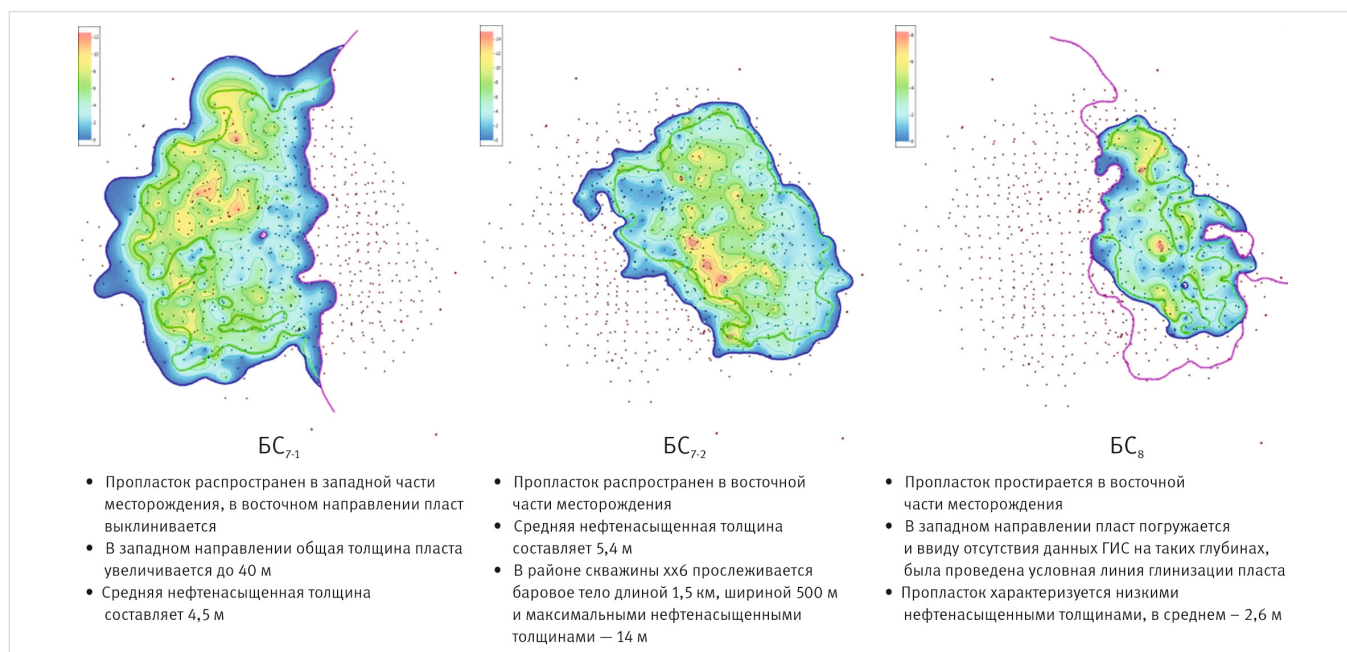 БС7-1
• Пропласток распространен в западной части
месторождения, в восточном направлении пласт
выклинивается
• В западном направлении общая толщина пласта
увеличивается до 40 м
• Средняя нефтенасыщенная толщина
составляет 4,5 м
БС7-2
• Пропласток распространен в восточной
части месторождения
• Средняя нефтенасыщенная толщина
составляет 5,4 м
• В районе скважины xx6 прослеживается
баровое тело длиной 1,5 км, шириной 500 м
и максимальными нефтенасыщенными
толщинами — 14 м
БС8
• Пропласток простирается в восточной
части месторождения
• В западном направлении пласт погружается
и ввиду отсутствия данных ГИС на таких глубинах,
была проведена условная линия глинизации пласта
• Пропласток характеризуется низкими
нефтенасыщенными толщинами, в среднем – 2,6 м